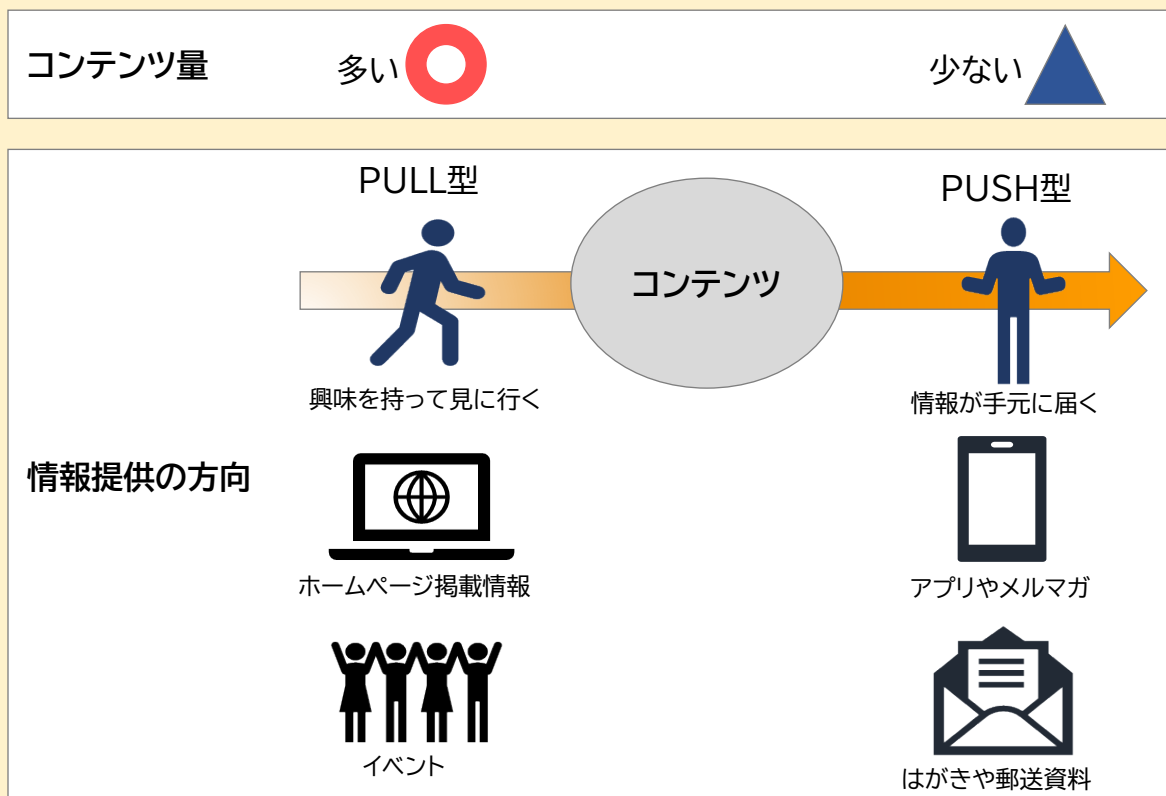 コンテンツ量
多い
少ない
PULL型
PUSH型
コンテンツ
興味を持って見に行く
情報が手元に届く
情報提供の方向
ホームページ掲載情報
アプリやメルマガ
イベント
はがきや郵送資料